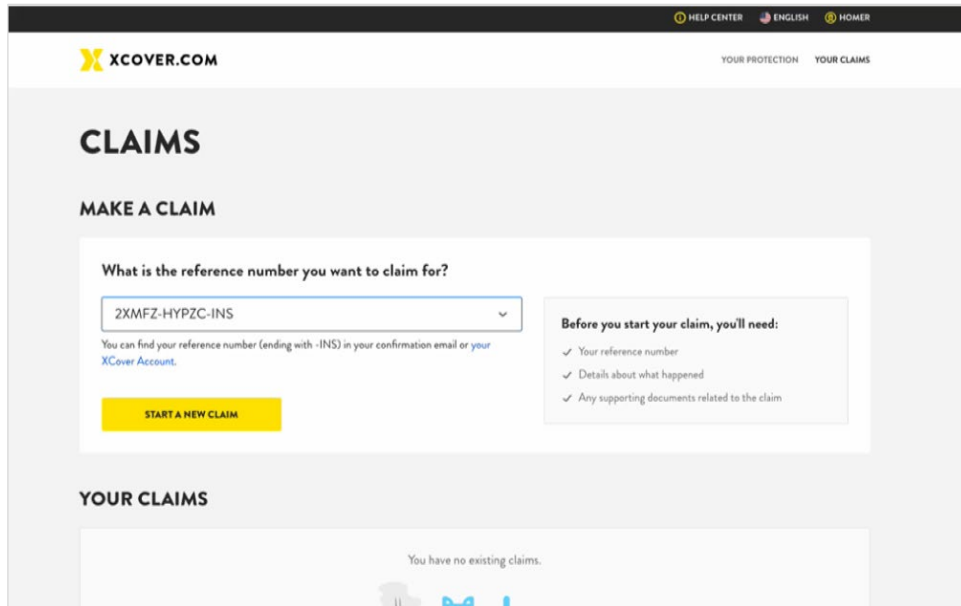 HELP CENTER ENGLISH HOMER
XCOVER.COM
YOUR PROTECTION YOUR CLAIMS
CLAIMS
MAKE A CLAIM
What is the reference number you want to claim for?
2XMFZ-HYPZC-INS
You can find your reference number (ending with -INS) in your confirmation email or your
XCover Account.
START A NEW CLAIM
Before you start your claim, you'll need:
Your reference number
Details about what happened
Any supporting documents related to the claim
YOUR CLAIMS
You have no existing claims.